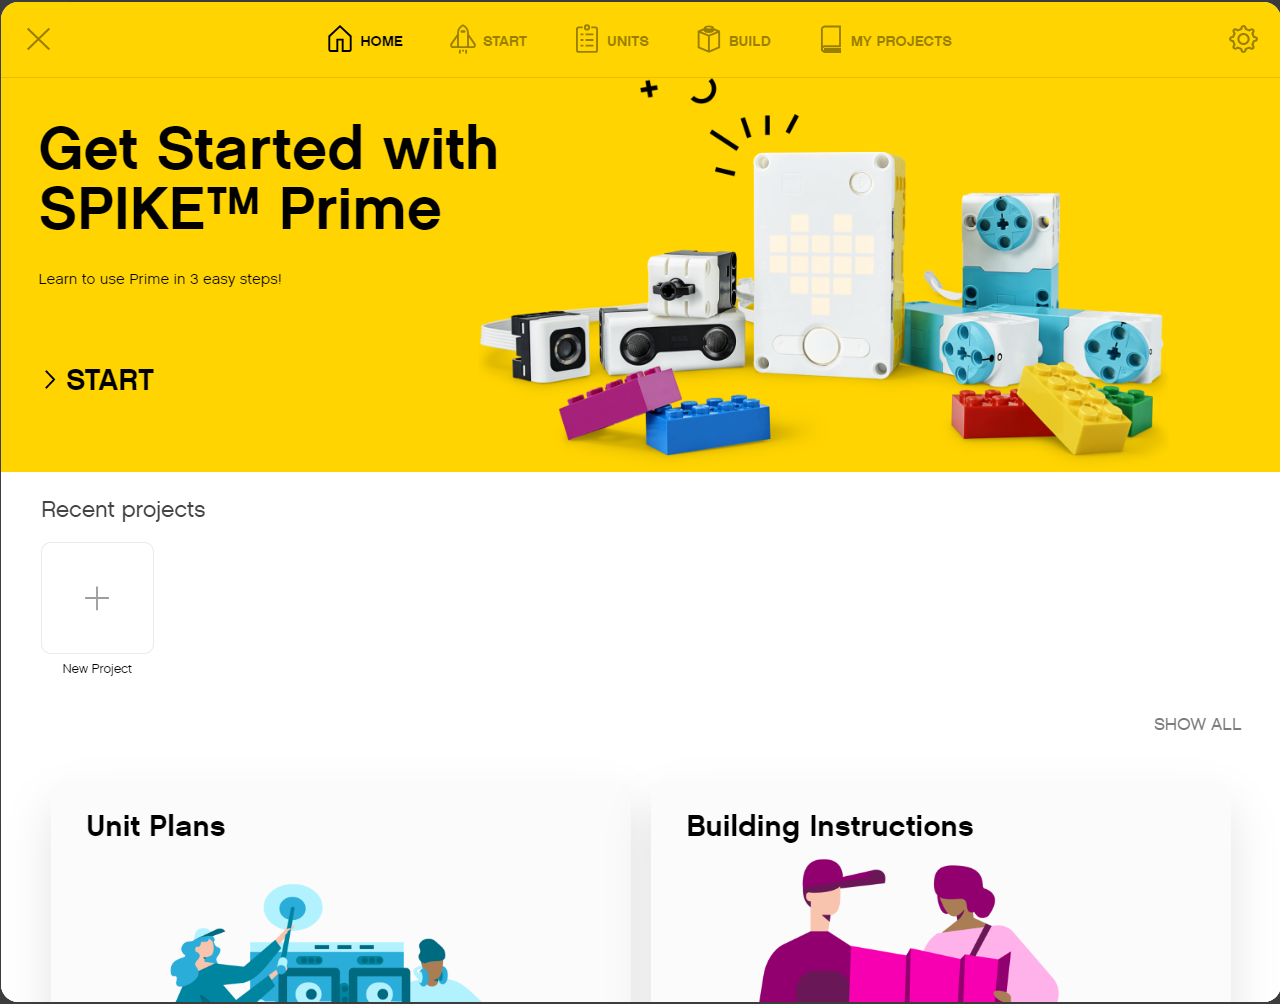 HOME
START
UNITS
BUILD
MY PROJECTS
Get Started with
SPIKE™ Prime
Learn to use Prime in 3 easy steps!
START
Recent projects
New Project
SHOW ALL
Unit Plans
Building Instructions